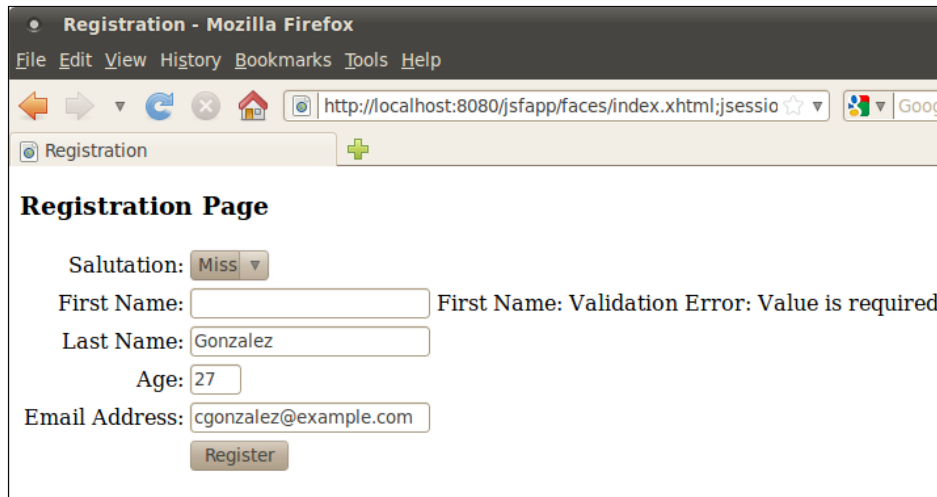 Registration - Mozilla Firefox
File Edit View History Bookmarks Tools Help
http://localhost:8080/jsfapp/faces/index.xhtml;jsessio
Goog
Registration
Registration Page
Salutation: Miss
First Name: First Name: Validation Error: Value is required
Last Name: Gonzalez
Age: 27
Email Address: cgonzalez@example.com
Register